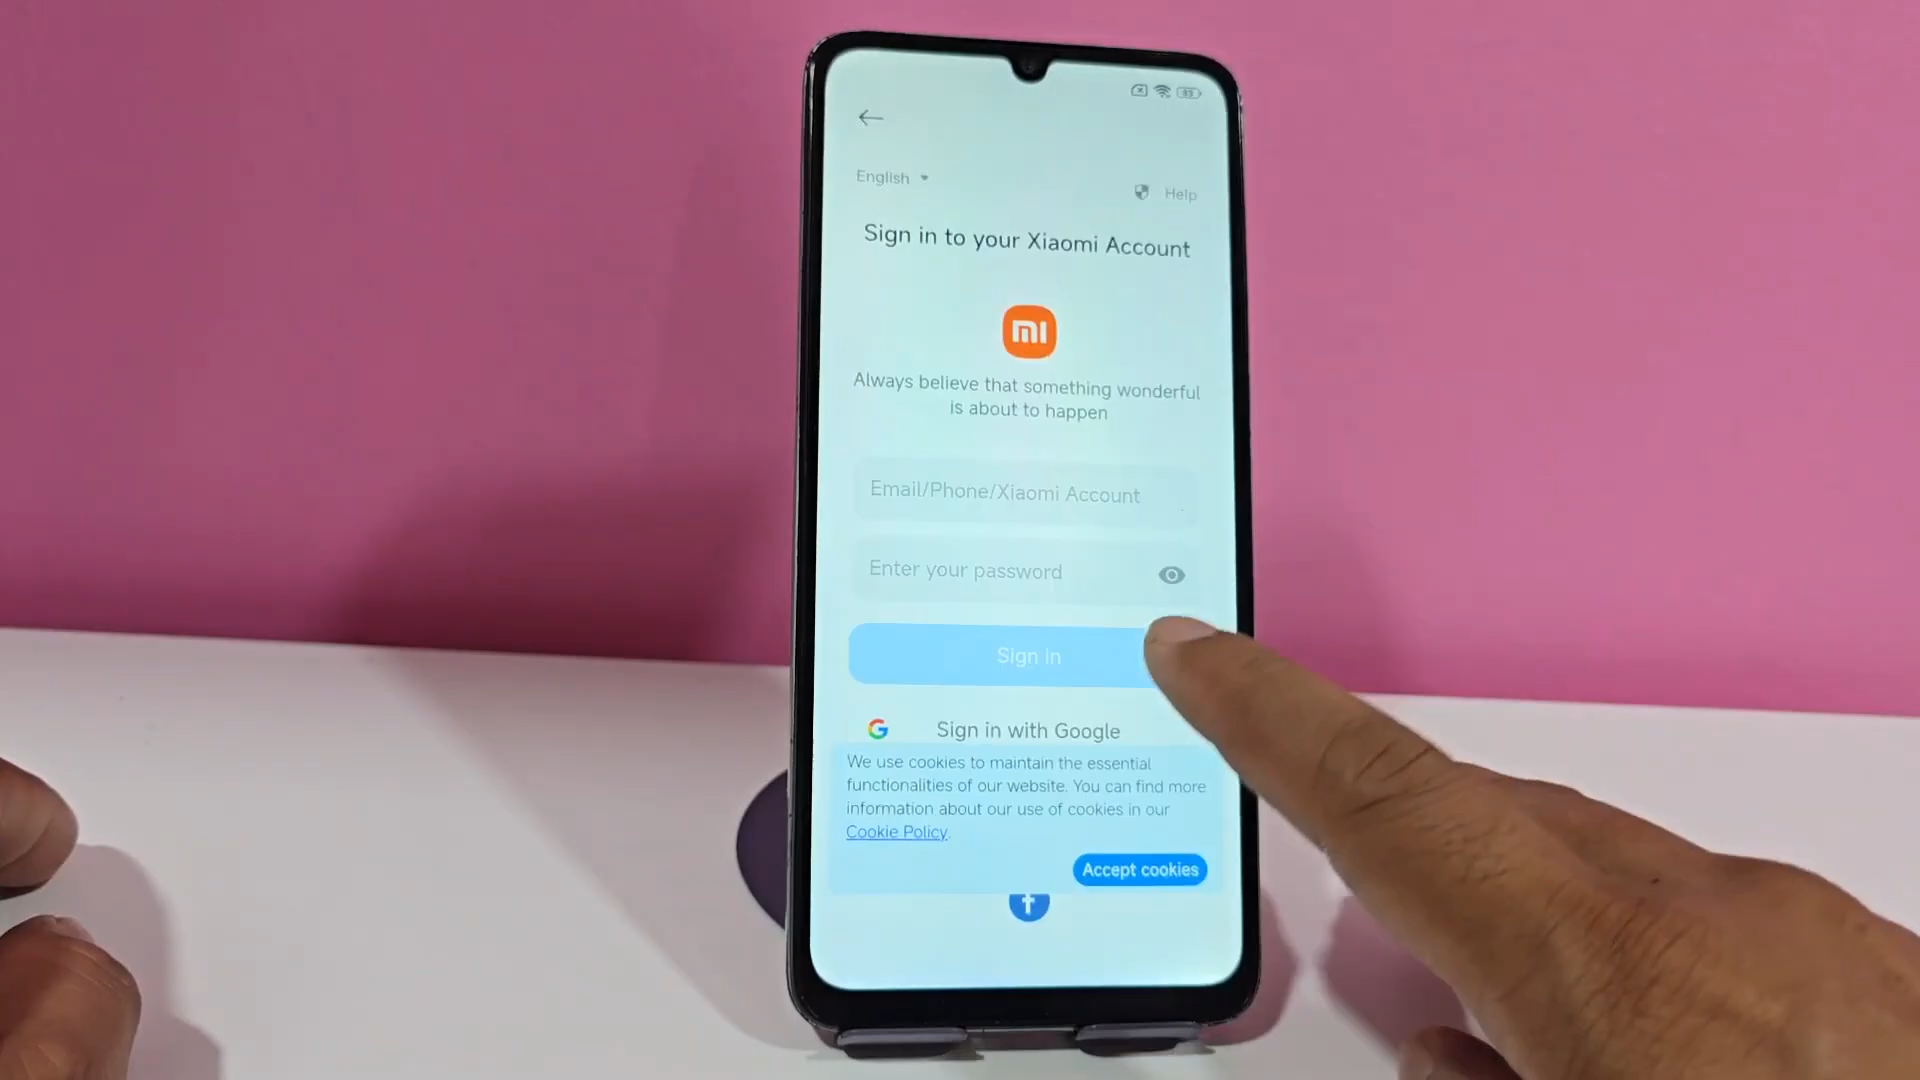 English
Help
Sign in to your Xiaomi Account
mi
Always believe that something wonderful
is about to happen
Email/Phone/Xiaomi Account
Enter your password
Sign in
G Sign in with Google
We use cookies to maintain the essential
functionalities of our website. You can find more
information about our use of cookies in our
Cookie Policy.
Accept cookies
f